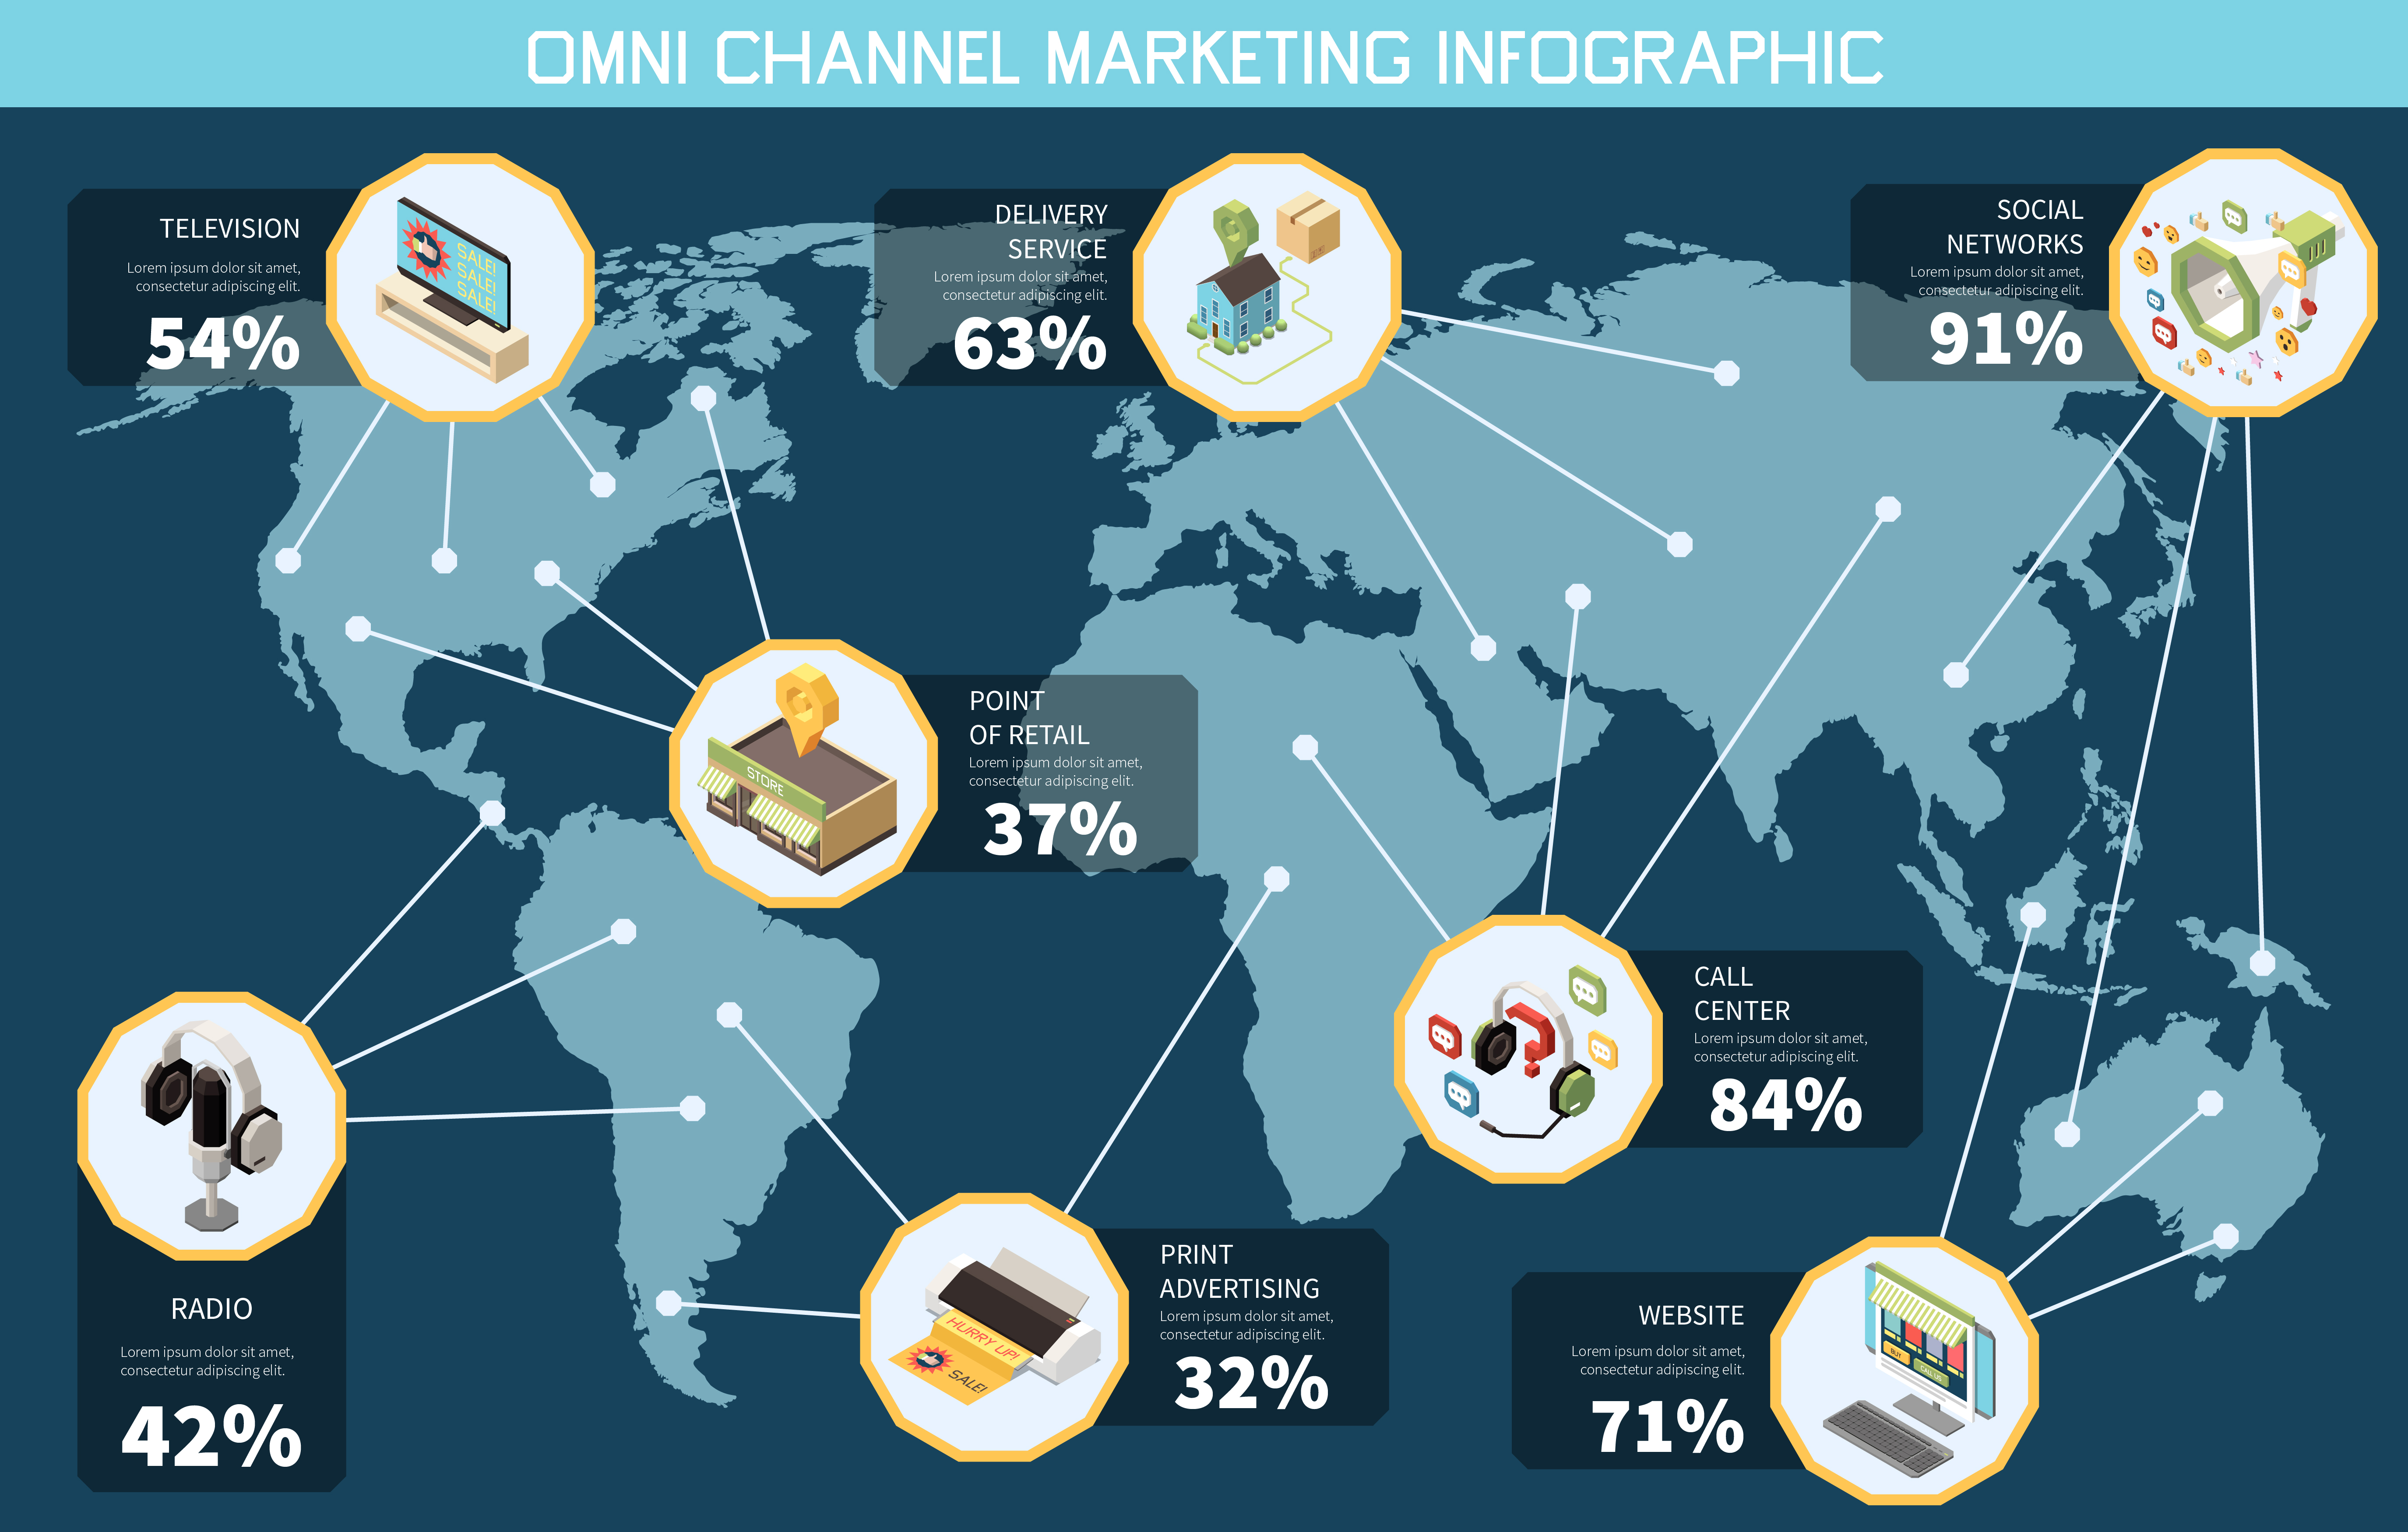 OMNI CHANNEL MARKETING INFOGRAPHIC
TELEVISION
Lorem ipsum dolor sit amet,
consectetur adipiscing elit.
54%
SALE!
SALE!
SALE!
DELIVERY
SERVICE
Lorem ipsum dolor sit amet,
consectetur adipiscing elit.
63%
SOCIAL
NETWORKS
Lorem ipsum dolor sit amet,
consectetur adipiscing elit.
91%
STORE
POINT
OF RETAIL
Lorem ipsum dolor sit amet,
consectetur adipiscing elit.
37%
CALL
CENTER
Lorem ipsum dolor sit amet,
consectetur adipiscing elit.
84%
RADIO
Lorem ipsum dolor sit amet,
consectetur adipiscing elit.
42%
HURRY UP!
SALE!
PRINT
ADVERTISING
Lorem ipsum dolor sit amet,
consectetur adipiscing elit.
32%
WEBSITE
Lorem ipsum dolor sit amet,
consectetur adipiscing elit.
71%
BUY
CALL US